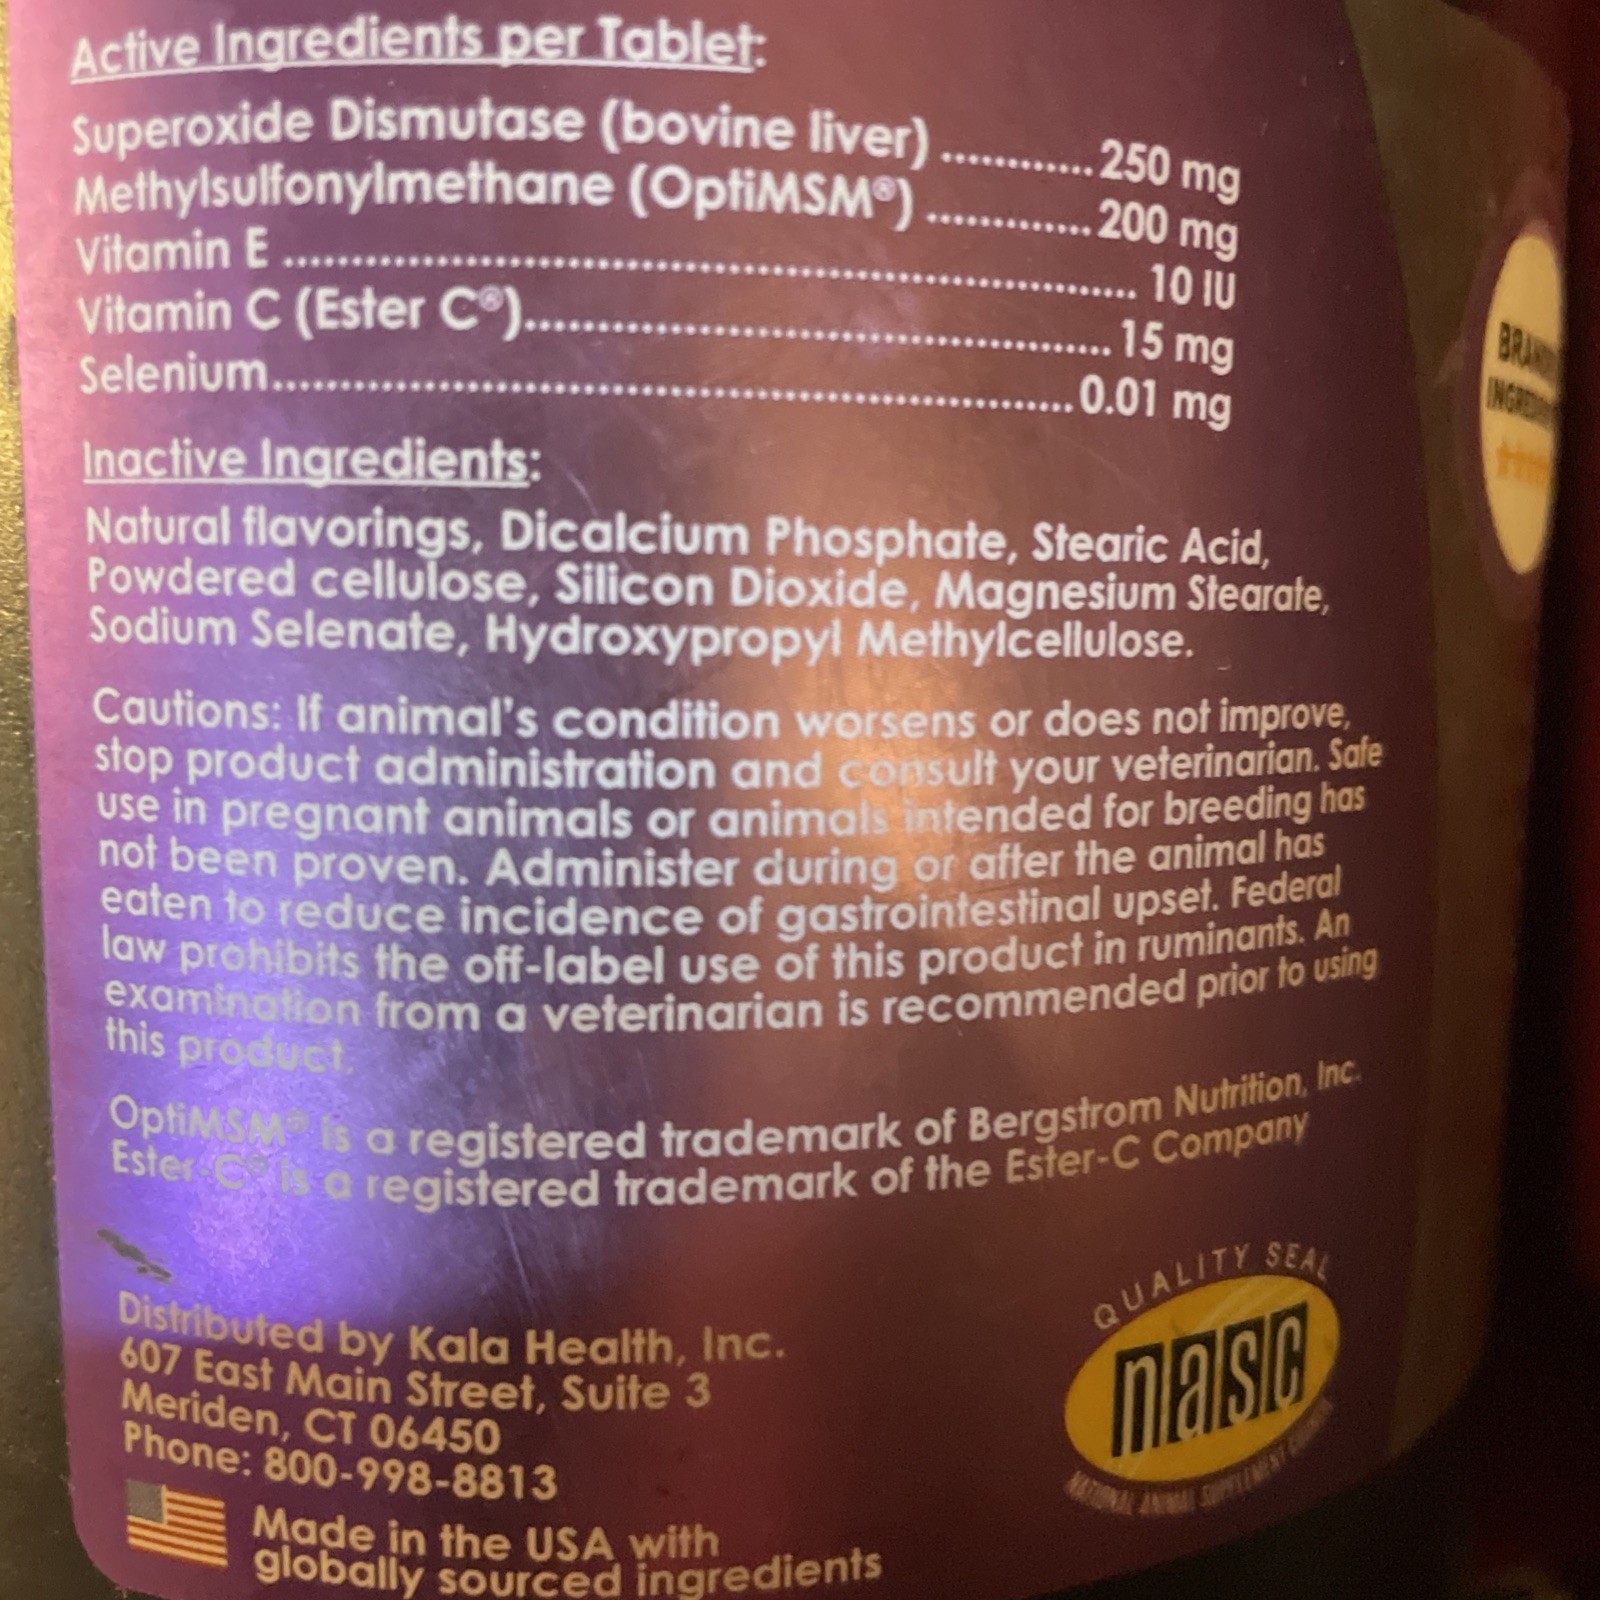 Active Ingredients per Tablet:
Superoxide Dismutase (bovine liver) ............ 250 mg
Methylsulfonylmethane (OptiMSM®) ............. 200 mg
Vitamin E ................................................................ 10 IU
Vitamin C (Ester C®)............................................ 15 mg
Selenium............................................................. 0.01 mg
Inactive Ingredients:
Natural flavorings, Dicalcium Phosphate, Stearic Acid,
Powdered cellulose, Silicon Dioxide, Magnesium Stearate,
Sodium Selenate, Hydroxypropyl Methylcellulose.
Cautions: If animal's condition worsens or does not improve,
stop product administration and consult your veterinarian. Safe
use in pregnant animals or animals intended for breeding has
not been proven. Administer during or after the animal has
eaten to reduce incidence of gastrointestinal upset. Federal
law prohibits the off-label use of this product in ruminants. An
examination from a veterinarian is recommended prior to using
this product.
OptiMSM® is a registered trademark of Bergstrom Nutrition, Inc.
Ester-C® is a registered trademark of the Ester-C Company
Distributed by Kala Health, Inc.
607 East Main Street, Suite 3
Meriden, CT 06450
Phone: 800-998-8813
Made in the USA with
globally sourced ingredients
QUALITY SEAL
nasc
NATIONAL ANIMAL SUPPLEMENT COUNCIL